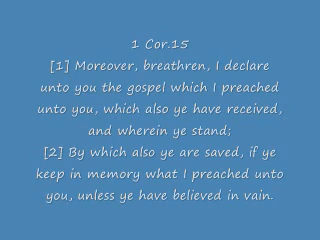 1 Cor.15
[1] Moreover, breathren, I declare
unto you the gospel which I preached
unto you, which also ye have received,
and wherein ye stand;
[2] By which also ye are saved, if ye
keep in memory what I preached unto
you, unless ye have believed in vain.